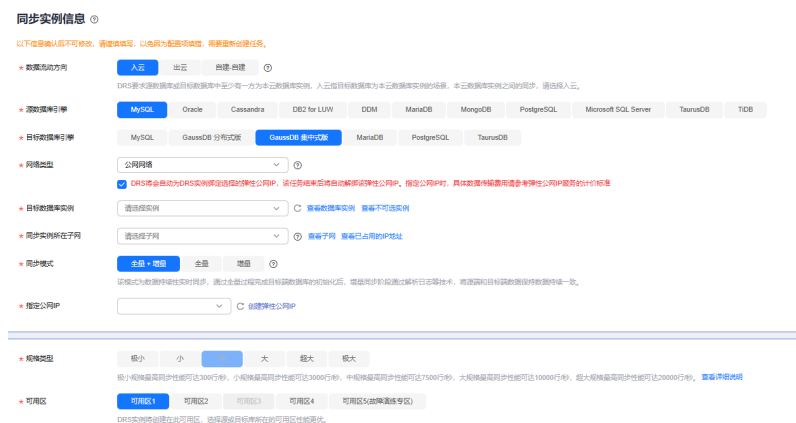 同步实例信息
以下信息确认后不可修改，请谨慎填写，以免因为配置项填错，需要重新创建任务。
* 数据流动方向 入云 出云 自建-自建
DRS要求源数据库或目标数据库中至少有一方为本云数据库实例，入云指目标数据库为本云数据库实例的场景，本云数据库实例之间的同步，请选择入云。
* 源数据库引擎 MySQL Oracle Cassandra DB2 for LUW DDM MariaDB MongoDB PostgreSQL Microsoft SQL Server TaurusDB TiDB
* 目标数据库引擎 MySQL GaussDB 分布式版 GaussDB 集中式版 MariaDB PostgreSQL TaurusDB
* 网络类型 公网网络
DRS将会自动为DRS实例绑定选择的弹性公网IP，该任务结束后将自动解绑该弹性公网IP。指定公网IP时，具体数据传输费用请参考弹性公网IP服务的计价标准
* 目标数据库实例 请选择实例 查看数据库实例 查看不可选实例
* 同步实例所在子网 请选择子网 查看子网 查看已占用的IP地址
* 同步模式 全量 + 增量 全量 增量
该模式为数据持续性实时同步，通过全量过程完成目标端数据库的初始化后，增量同步阶段通过解析日志等技术，将源端和目标端数据保持数据持续一致。
* 指定公网IP 创建弹性公网IP
* 规格类型 极小 小 中 大 超大 极大
极小规格最高同步性能可达300行/秒，小规格最高同步性能可达3000行/秒，中规格最高同步性能可达7500行/秒，大规格最高同步性能可达10000行/秒，超大规格最高同步性能可达20000行/秒。 查看详细说明
* 可用区 可用区1 可用区2 可用区3 可用区4 可用区5(故障演练专区)
DRS实例将创建在此可用区，选择源或目标库所在的可用区性能更优。